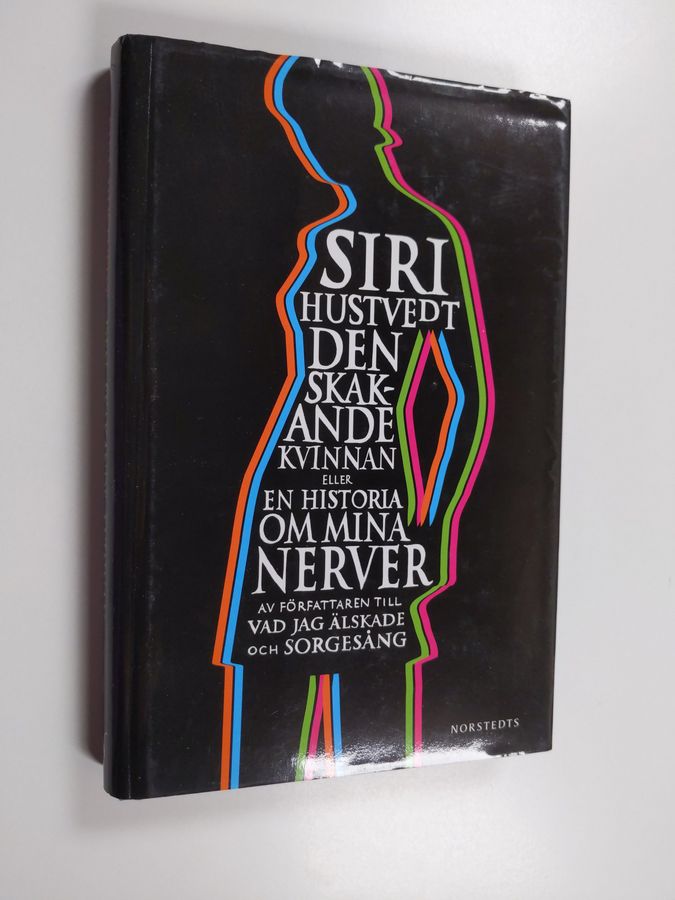 SIRI
HUSTVEDT
DEN
SKAK-
ANDE
KVINNAN
ELLER
EN HISTORIA
OM MINA
NERVER
AV FÖRFATTAREN TILL
VAD JAG ÄLSKADE
OCH SORGESÅNG
NORSTEDTS